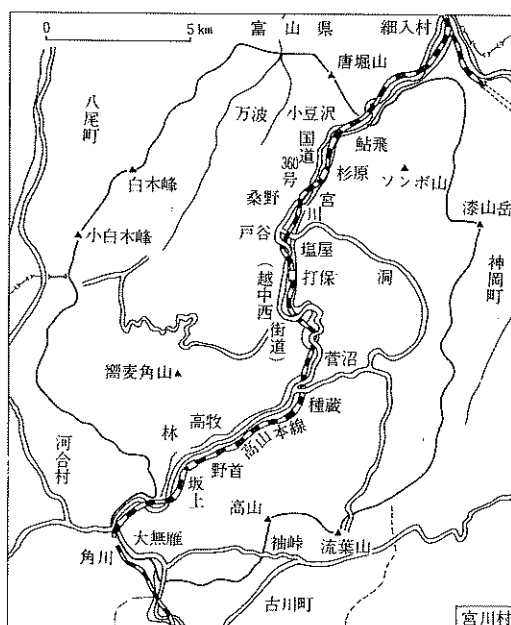 0 5km
富山県
細入村
唐堀山
八尾町
万波
小豆沢
鮎飛
国道360号
杉原
ソンボ山
白木峰
桑野
宮川
漆山岳
小白木峰
戸谷
塩屋
神岡町
打保
洞
(越中西街道)
菅沼
蕎麦角山
種蔵
高牧
林
高山本線
河合村
野首
坂上
高山
大無雁
流葉山
袖峠
角川
古川町
宮川村